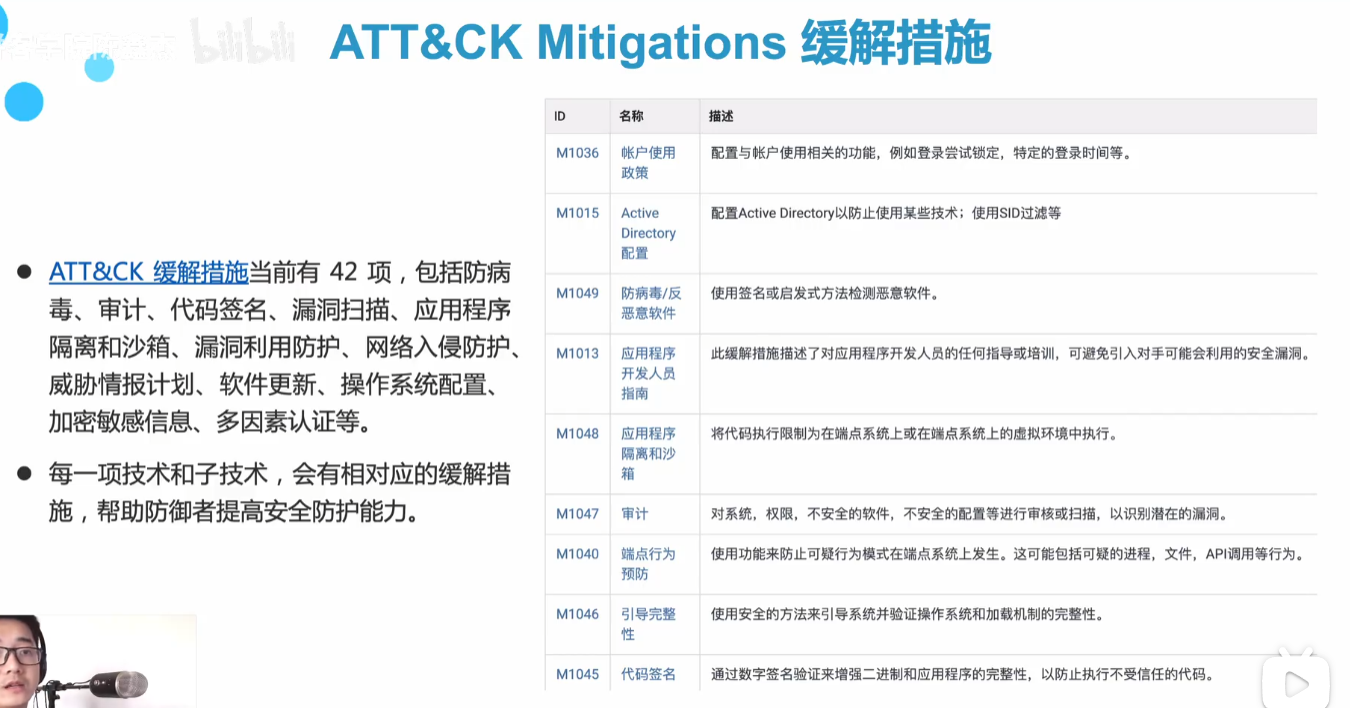 bilibili
ATT&CK Mitigations 缓解措施
ATT&CK 缓解措施当前有 42 项，包括防病
毒、审计、代码签名、漏洞扫描、应用程序
隔离和沙箱、漏洞利用防护、网络入侵防护、
威胁情报计划、软件更新、操作系统配置、
加密敏感信息、多因素认证等。
每一项技术和子技术，会有相对应的缓解措
施，帮助防御者提高安全防护能力。
ID 名称 描述
M1036 帐户使用 配置与帐户使用相关的功能，例如登录尝试锁定，特定的登录时间等。
政策
M1015 Active 配置Active Directory以防止使用某些技术；使用SID过滤等
Directory
配置
M1049 防病毒/反 使用签名或启发式方法检测恶意软件。
恶意软件
M1013 应用程序 此缓解措施描述了对应用程序开发人员的任何指导或培训，可避免引入对手可能会利用的安全漏洞。
开发人员
指南
M1048 应用程序 将代码执行限制为在端点系统上或在端点系统上的虚拟环境中执行。
隔离和沙
箱
M1047 审计 对系统，权限，不安全的软件，不安全的配置等进行审核或扫描，以识别潜在的漏洞。
M1040 端点行为 使用功能来防止可疑行为模式在端点系统上发生。这可能包括可疑的进程，文件，API调用等行为。
预防
M1046 引导完整 使用安全的方法来引导系统并验证操作系统和加载机制的完整性。
性
M1045 代码签名 通过数字签名验证来增强二进制和应用程序的完整性，以防止执行不受信任的代码。